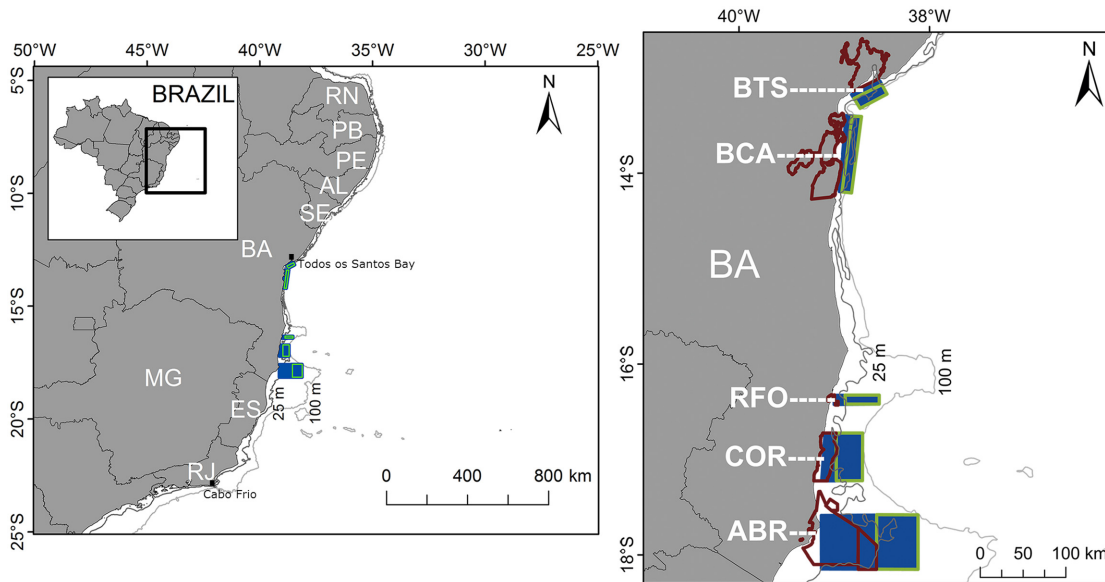 50°W 45°W 40°W 35°W 30°W 25°W
5°S
10°S
15°S
20°S
25°S
BRAZIL
N
RN
PB
PE
AL
SE
BA
Todos os Santos Bay
MG
ES
25 m
100 m
RJ
Cabo Frio
0 400 800 km
40°W 38°W
14°S
16°S
18°S
N
BTS
BCA
BA
25 m
100 m
RFO
COR
ABR
0 50 100 km